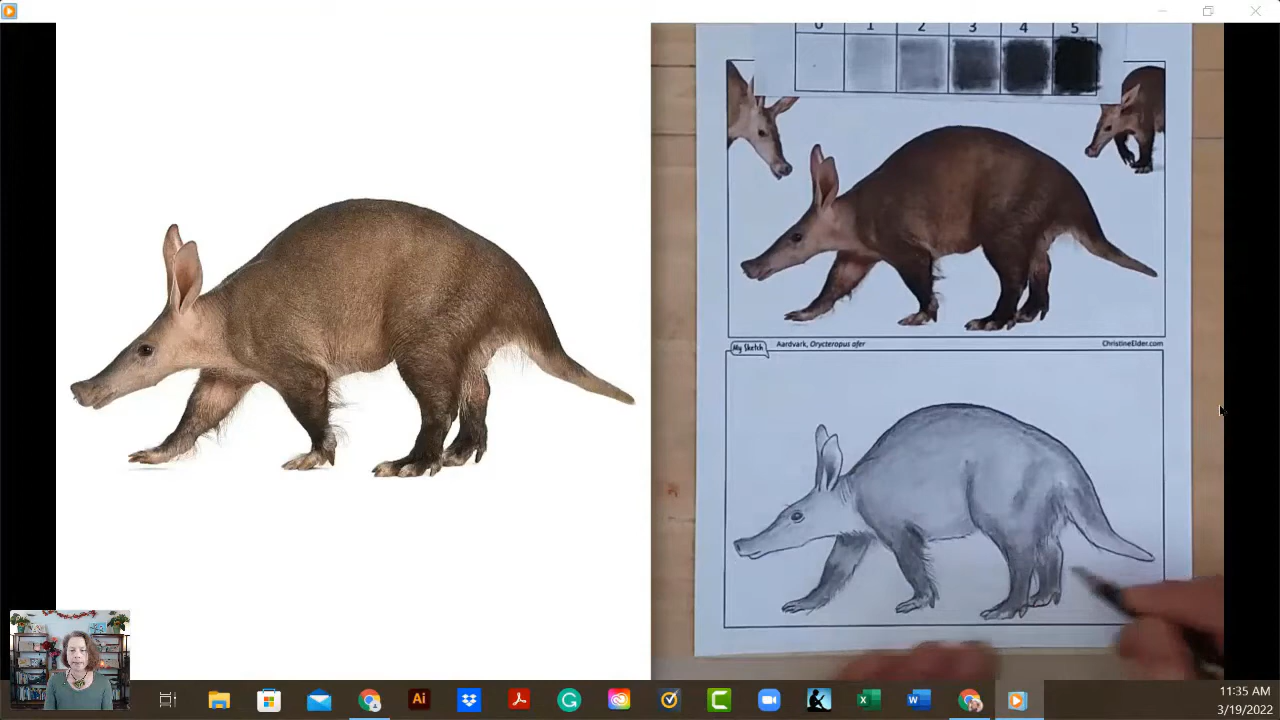 0 1 2 3 4 5
My Sketch
Aardvark, Orycteropus afer
ChristineElder.com
Ai
X
W
11:35 AM
3/19/2022